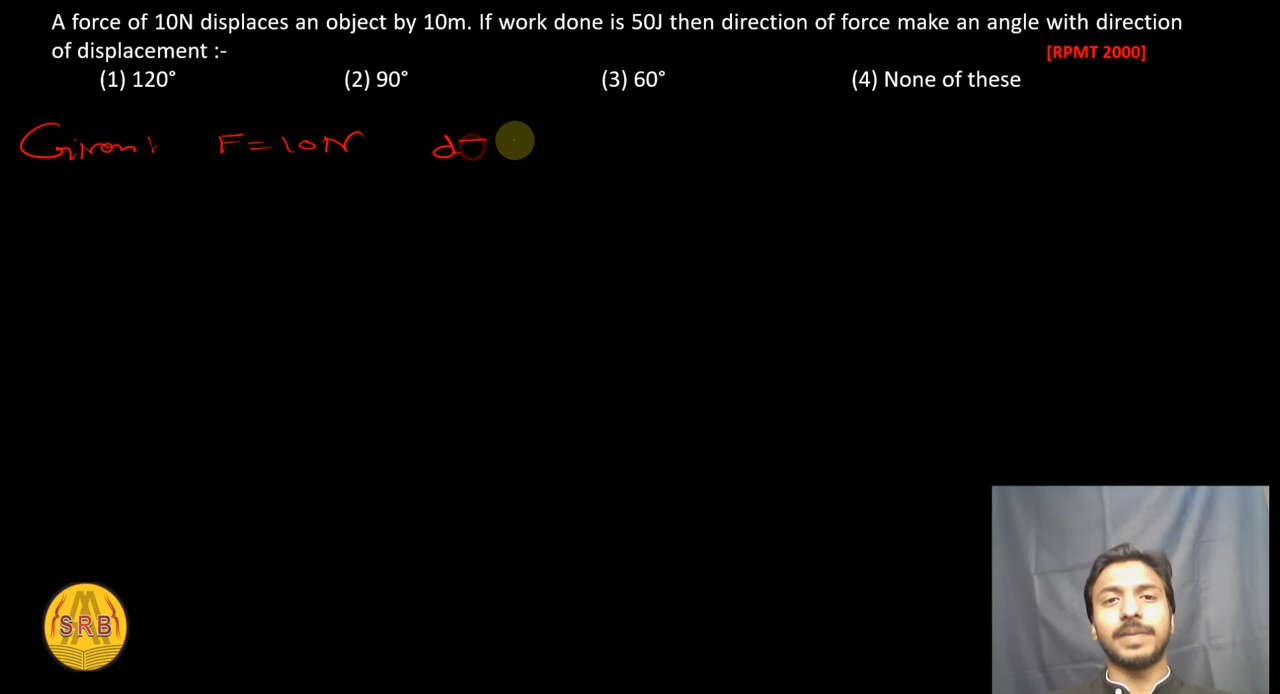 A force of 10N displaces an object by 10m. If work done is 50J then direction of force make an angle with direction
of displacement :- [RPMT 2000]
(1) 120° (2) 90° (3) 60° (4) None of these
Given: F=10N d=
SRB